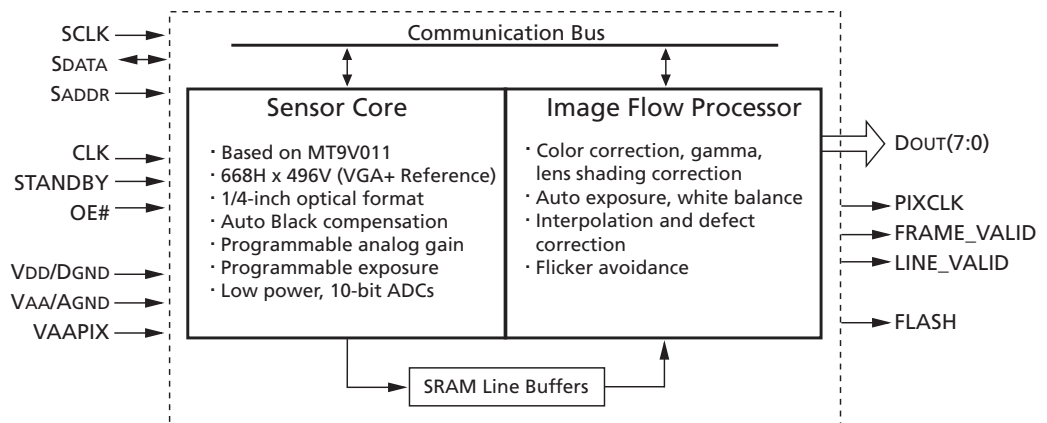 SCLK
SDATA
SADDR
CLK
STANDBY
OE#
VDD/DGND
VAA/AGND
VAAPIX
Communication Bus
Sensor Core
· Based on MT9V011
· 668H x 496V (VGA+ Reference)
· 1/4-inch optical format
· Auto Black compensation
· Programmable analog gain
· Programmable exposure
· Low power, 10-bit ADCs
Image Flow Processor
· Color correction, gamma,
lens shading correction
· Auto exposure, white balance
· Interpolation and defect
correction
· Flicker avoidance
SRAM Line Buffers
DOUT(7:0)
PIXCLK
FRAME_VALID
LINE_VALID
FLASH